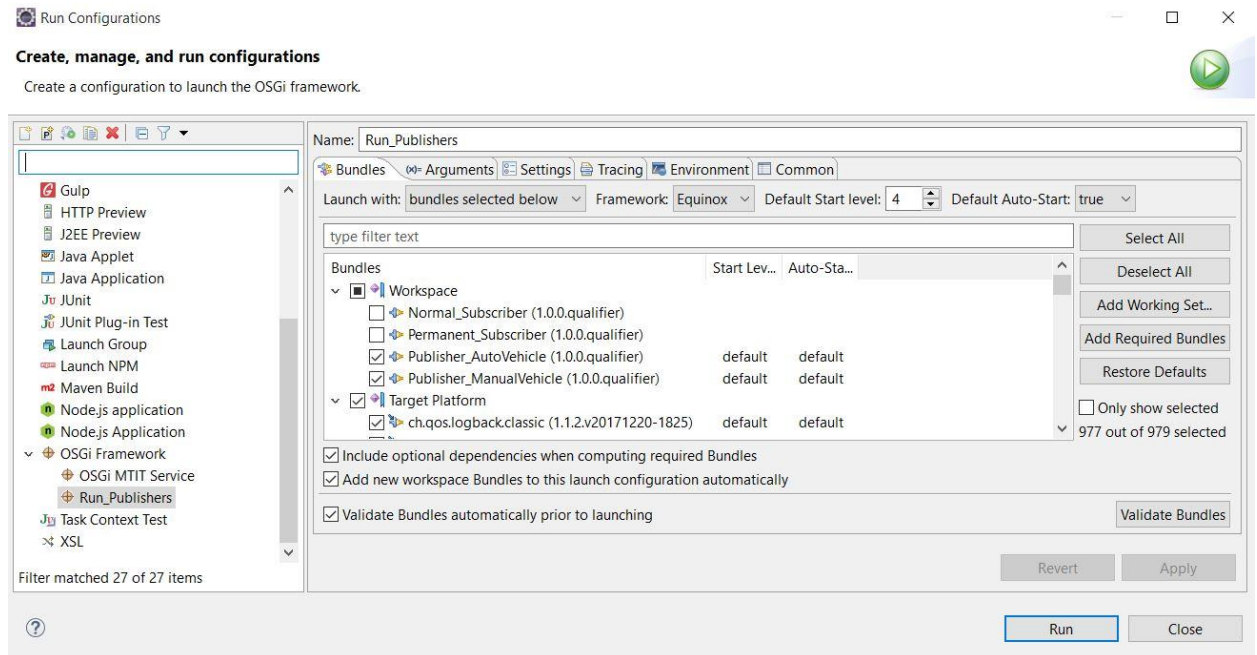 Run Configurations
Create, manage, and run configurations
Create a configuration to launch the OSGi framework.
Gulp
HTTP Preview
J2EE Preview
Java Applet
Java Application
JUnit
JUnit Plug-in Test
Launch Group
Launch NPM
Maven Build
Node.js application
Node.js Application
OSGi Framework
OSGi MTIT Service
Run_Publishers
Task Context Test
XSL
Filter matched 27 of 27 items
Name: Run_Publishers
Bundles Arguments Settings Tracing Environment Common
Launch with: bundles selected below Framework: Equinox Default Start level: 4 Default Auto-Start: true
type filter text
Bundles Start Lev... Auto-Sta...
Workspace
Normal_Subscriber (1.0.0.qualifier)
Permanent_Subscriber (1.0.0.qualifier)
Publisher_AutoVehicle (1.0.0.qualifier) default default
Publisher_ManualVehicle (1.0.0.qualifier) default default
Target Platform
ch.qos.logback.classic (1.1.2.v20171220-1825) default default
Select All
Deselect All
Add Working Set...
Add Required Bundles
Restore Defaults
Only show selected
977 out of 979 selected
Include optional dependencies when computing required Bundles
Add new workspace Bundles to this launch configuration automatically
Validate Bundles automatically prior to launching
Validate Bundles
Revert Apply
Run Close